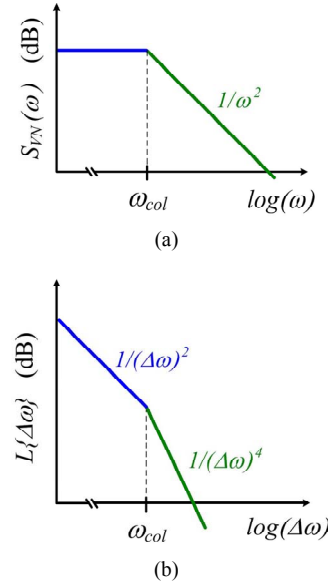 S_VN(ω) (dB)
1/ω²
ω_col
log(ω)
(a)
L{Δω} (dB)
1/(Δω)²
1/(Δω)⁴
ω_col
log(Δω)
(b)